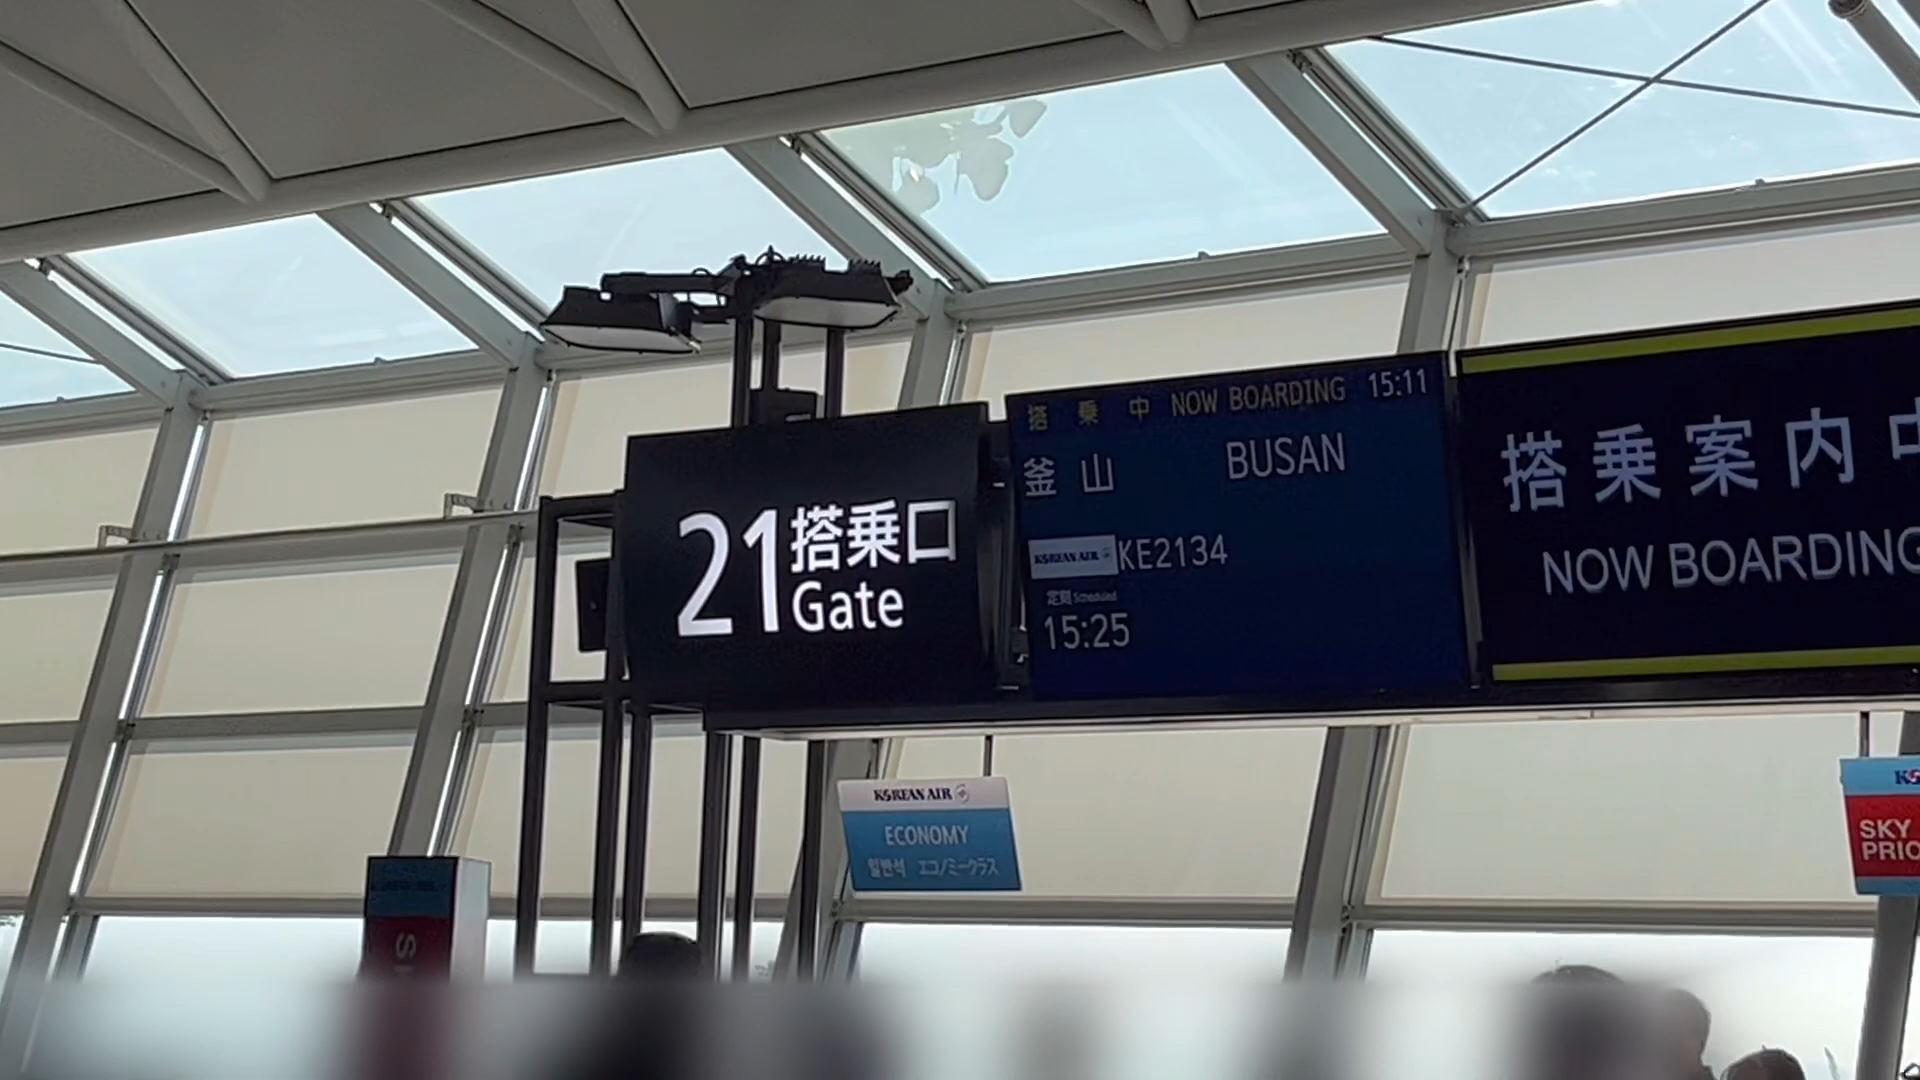 21 搭乗口
Gate
搭 乗 中 NOW BOARDING 15:11
釜 山 BUSAN
KOREAN AIR KE2134
定刻 Scheduled
15:25
搭乗案内中
NOW BOARDING
KOREAN AIR
ECONOMY
일반석 エコノミークラス
SKY